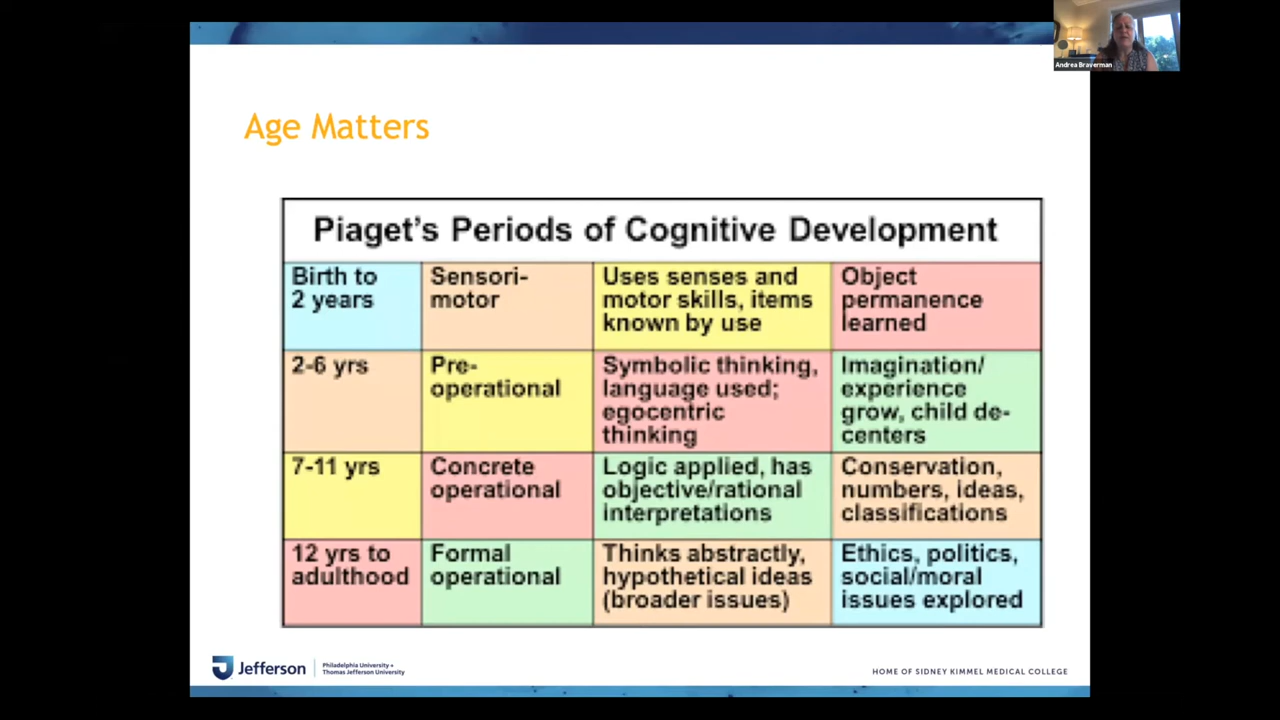 Andrea Braverman
Age Matters
Piaget's Periods of Cognitive Development
Birth to
2 years
Sensori-
motor
Uses senses and
motor skills, items
known by use
Object
permanence
learned
2-6 yrs
Pre-
operational
Symbolic thinking,
language used;
egocentric
thinking
Imagination/
experience
grow, child de-
centers
7-11 yrs
Concrete
operational
Logic applied, has
objective/rational
interpretations
Conservation,
numbers, ideas,
classifications
12 yrs to
adulthood
Formal
operational
Thinks abstractly,
hypothetical ideas
(broader issues)
Ethics, politics,
social/moral
issues explored
Jefferson
Philadelphia University +
Thomas Jefferson University
HOME OF SIDNEY KIMMEL MEDICAL COLLEGE